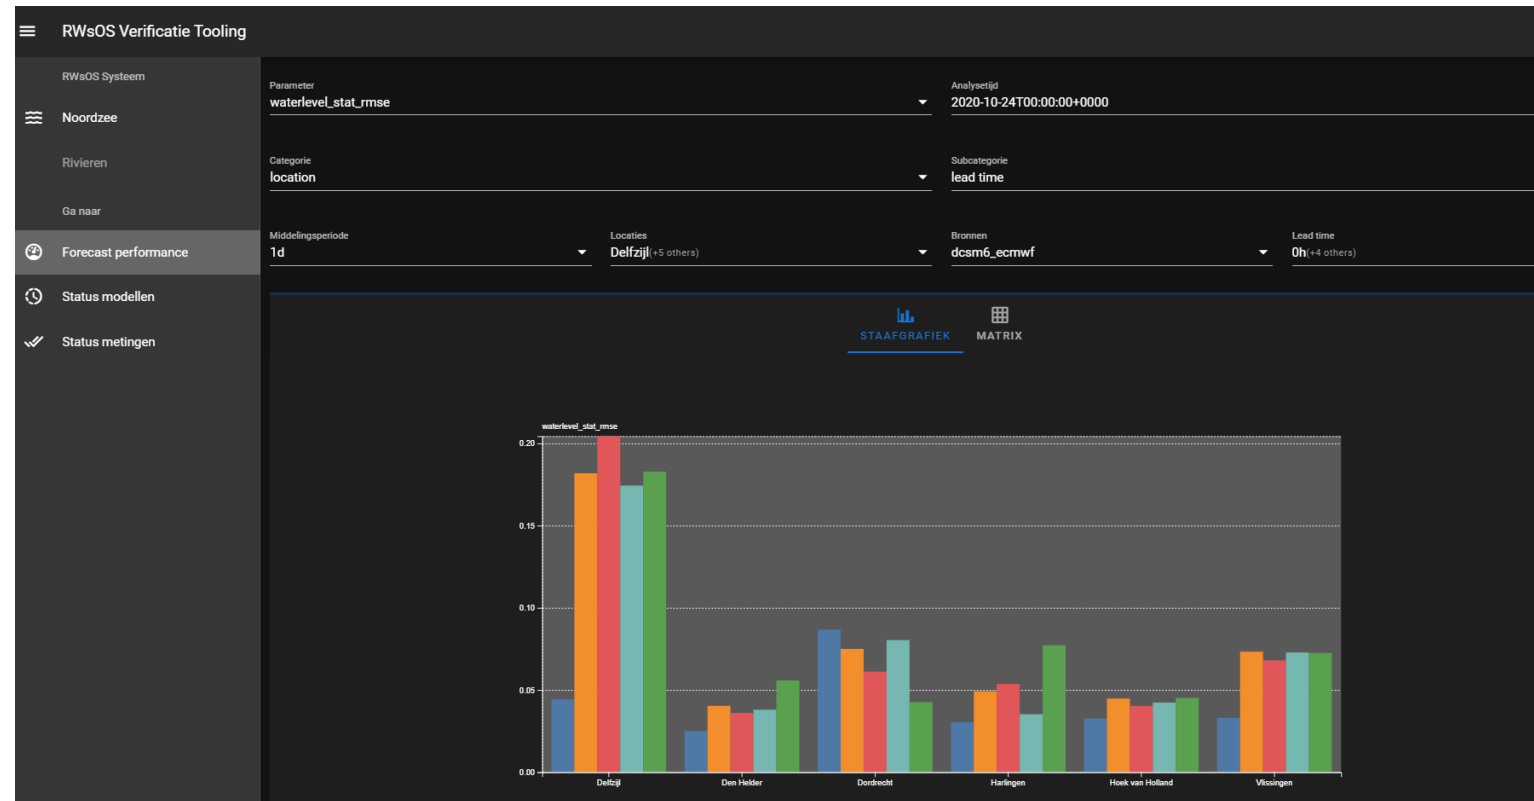 RWsOS Verificatie Tooling
RWsOS Systeem
Noordzee
Rivieren
Ga naar
Forecast performance
Status modellen
Status metingen
Parameter
waterlevel_stat_rmse
Analysetijd
2020-10-24T00:00:00+0000
Categorie
location
Subcategorie
lead time
Middelingsperiode
1d
Locaties
Delfzijl(+5 others)
Bronnen
dcsm6_ecmwf
Lead time
0h(+4 others)
STAAFGRAFIEK
MATRIX
waterlevel_stat_rmse
0.20
0.15
0.10
0.05
0.00
Delfzijl
Den Helder
Dordrecht
Harlingen
Hoek van Holland
Vlissingen